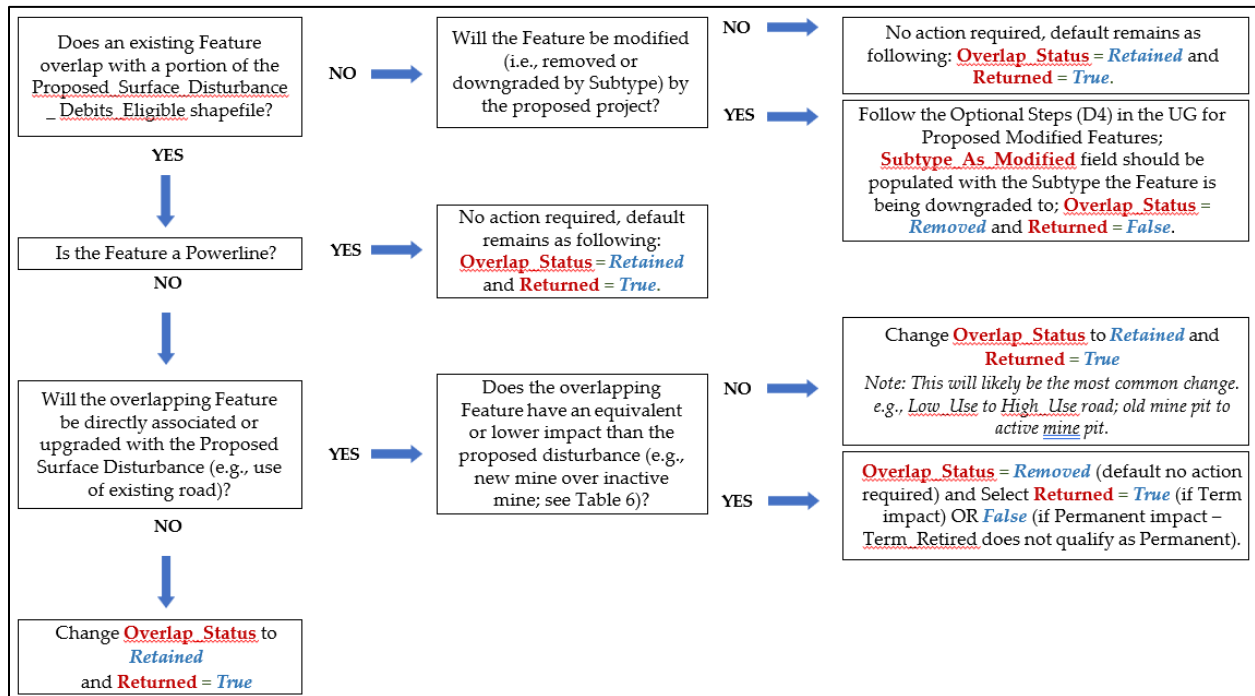 Does an existing Feature
overlap with a portion of the
Proposed_Surface_Disturbance
_ Debits_Eligible shapefile?
NO
Will the Feature be modified
(i.e., removed or
downgraded by Subtype) by
the proposed project?
NO
No action required, default remains as
following: Overlap_Status = Retained and
Returned = True.
YES
Follow the Optional Steps (D4) in the UG for
Proposed Modified Features;
Subtype_As_Modified field should be
populated with the Subtype the Feature is
being downgraded to; Overlap_Status =
Removed and Returned = False.
YES
Is the Feature a Powerline?
YES
No action required, default
remains as following:
Overlap_Status = Retained
and Returned = True.
NO
Will the overlapping Feature
be directly associated or
upgraded with the Proposed
Surface Disturbance (e.g., use
of existing road)?
YES
Does the overlapping
Feature have an equivalent
or lower impact than the
proposed disturbance (e.g.,
new mine over inactive
mine; see Table 6)?
NO
Change Overlap_Status to Retained and
Returned = True
Note: This will likely be the most common change.
e.g., Low_Use to High_Use road; old mine pit to
active mine pit.
YES
Overlap_Status = Removed (default no action
required) and Select Returned = True (if Term
impact) OR False (if Permanent impact –
Term_Retired does not qualify as Permanent).
NO
Change Overlap_Status to
Retained
and Returned = True